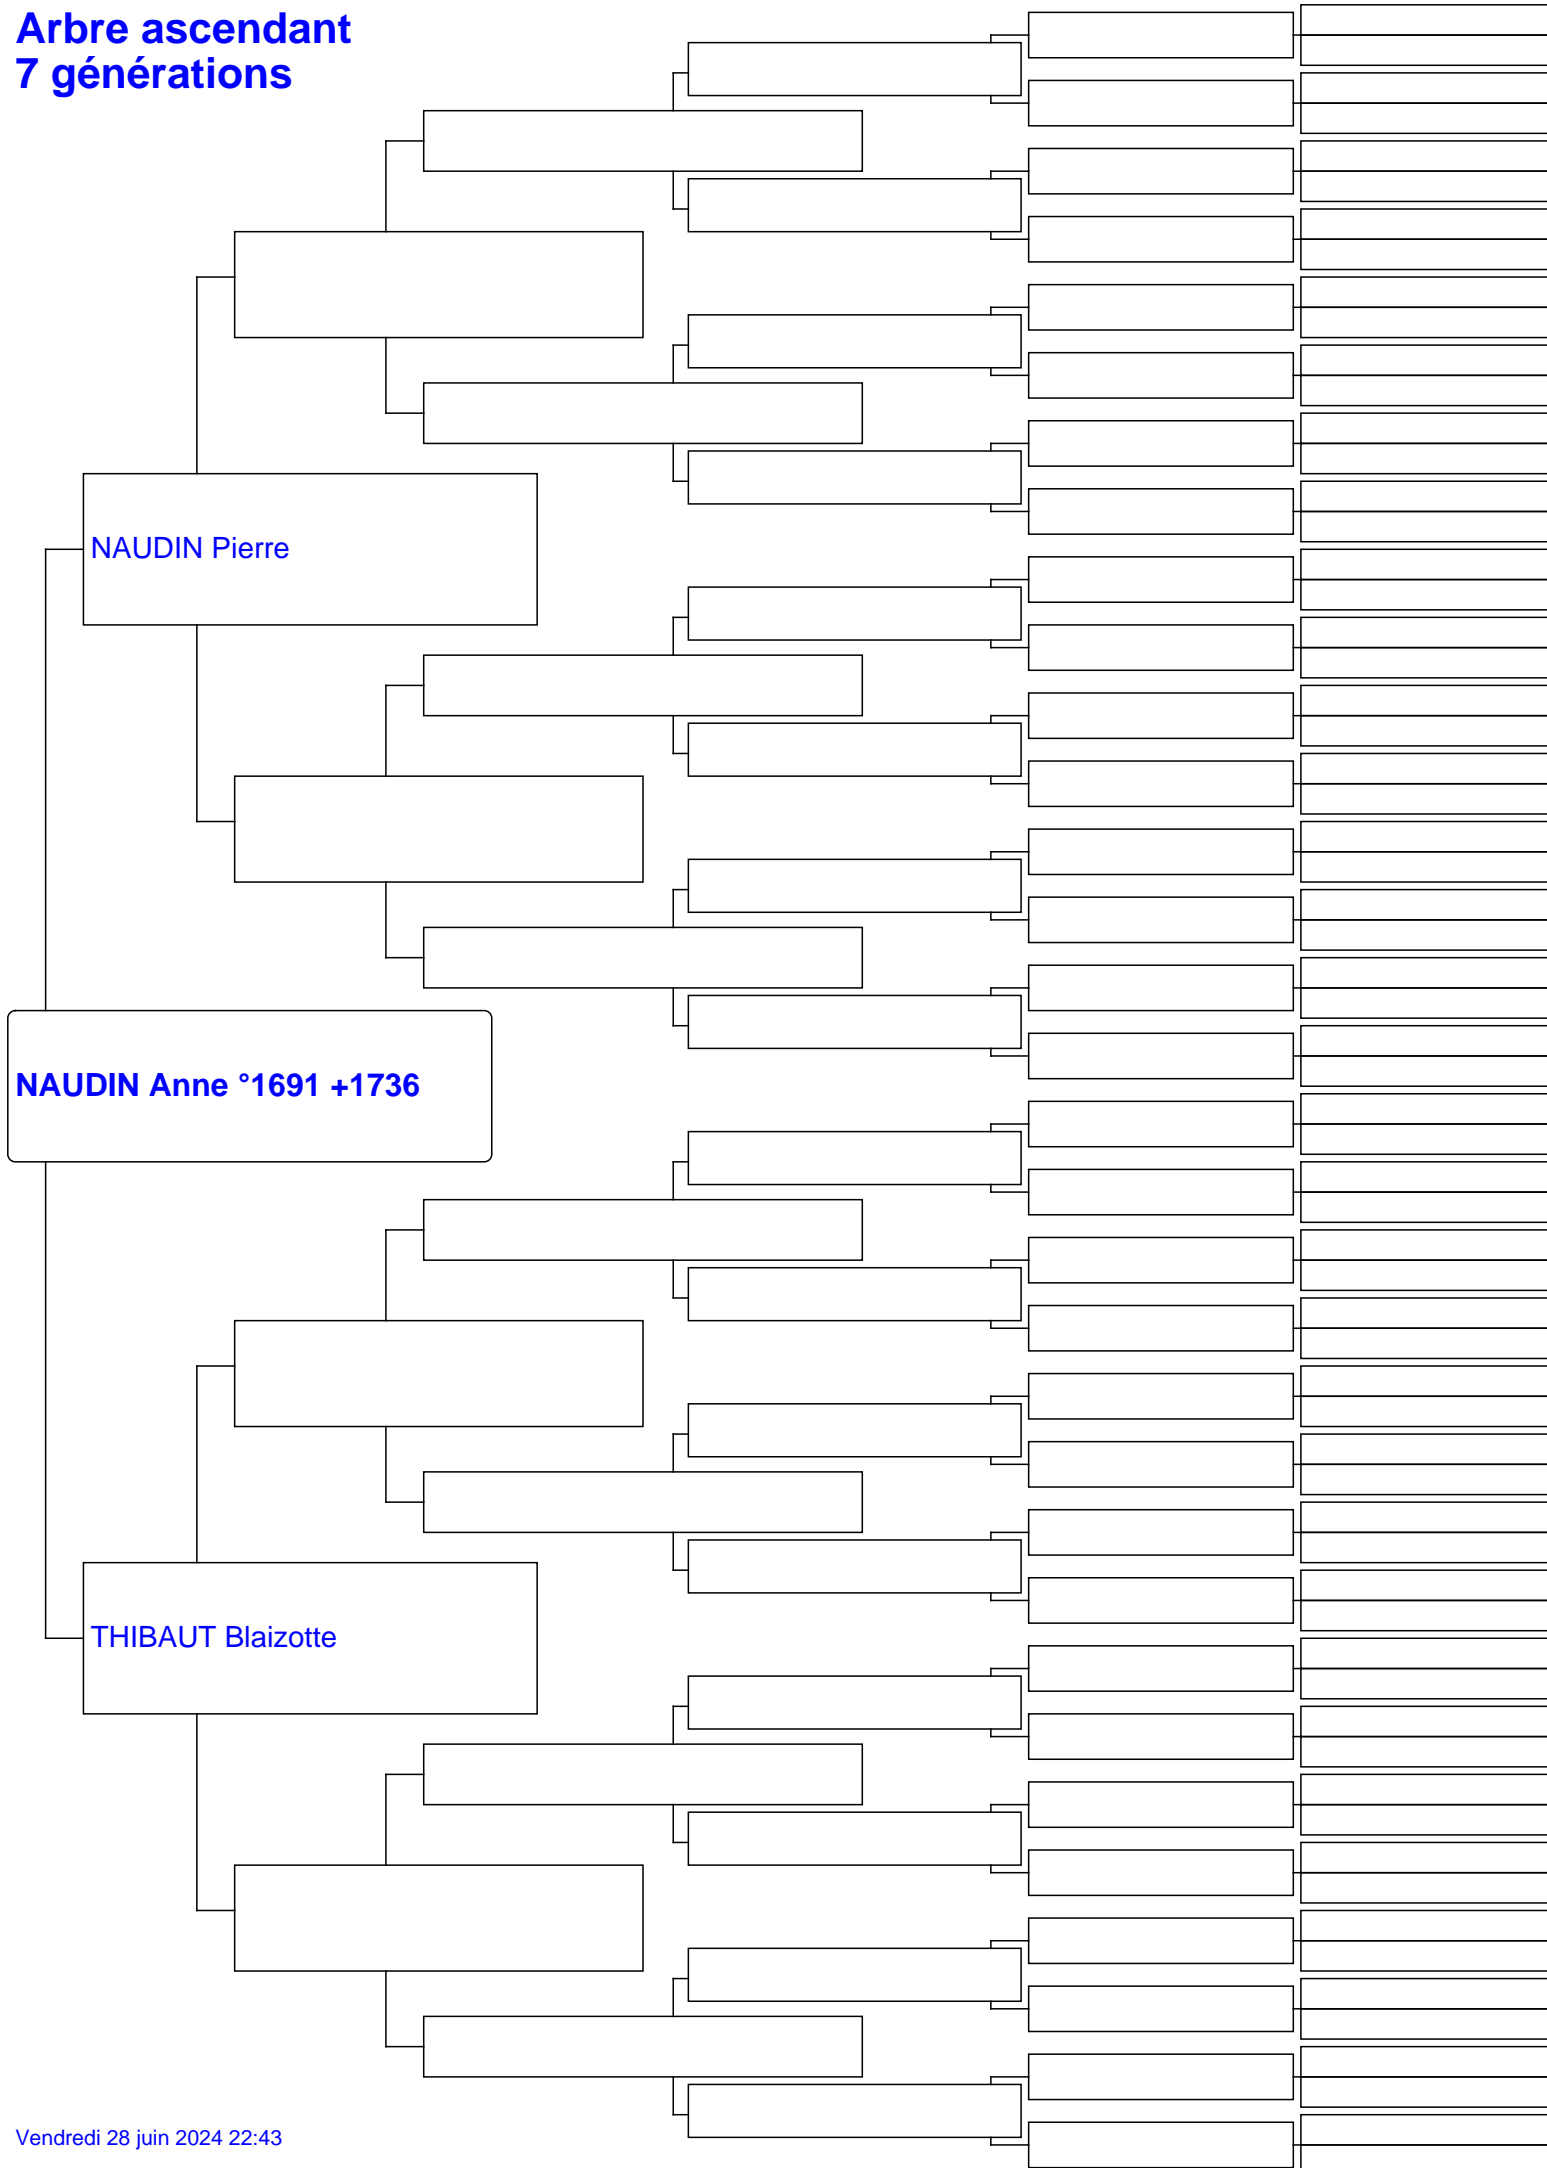 Arbre ascendant
7 générations
NAUDIN Pierre
NAUDIN Anne °1691 +1736
THIBAUT Blaizotte
Vendredi 28 juin 2024 22:43